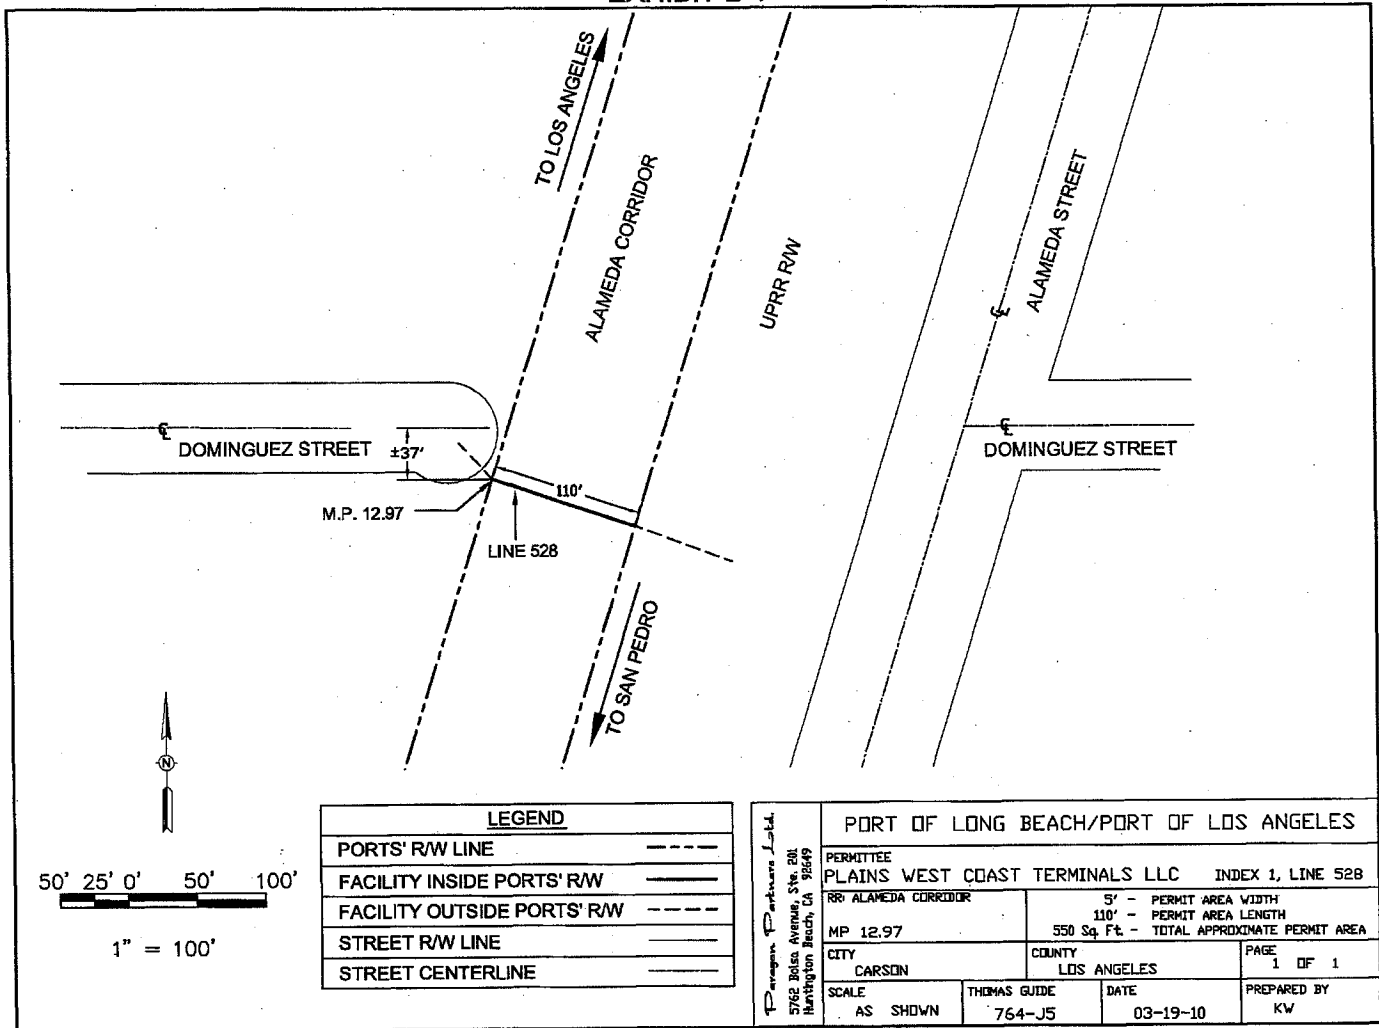 TO LOS ANGELES
ALAMEDA CORRIDOR
UPRR R/W
ALAMEDA STREET
DOMINGUEZ STREET
±37'
DOMINGUEZ STREET
110'
M.P. 12.97
LINE 528
TO SAN PEDRO
N
50' 25' 0' 50' 100'
1" = 100'
LEGEND
PORTS' R/W LINE
FACILITY INSIDE PORTS' R/W
FACILITY OUTSIDE PORTS' R/W
STREET R/W LINE
STREET CENTERLINE
Paragon Partners Ltd.
5762 Bolsa Avenue, Ste. 201
Huntington Beach, CA 92649
PORT OF LONG BEACH/PORT OF LOS ANGELES
PERMITTEE
PLAINS WEST COAST TERMINALS LLC INDEX 1, LINE 528
RR: ALAMEDA CORRIDOR
MP 12.97
5' - PERMIT AREA WIDTH
110' - PERMIT AREA LENGTH
550 Sq. Ft. - TOTAL APPROXIMATE PERMIT AREA
CITY
CARSON
COUNTY
LOS ANGELES
PAGE
1 OF 1
SCALE
AS SHOWN
THOMAS GUIDE
764-J5
DATE
03-19-10
PREPARED BY
KW